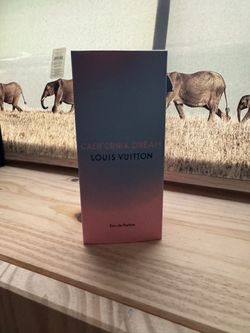 CALIFORNIA DREAM
LOUIS VUITTON
Eau de Parfum